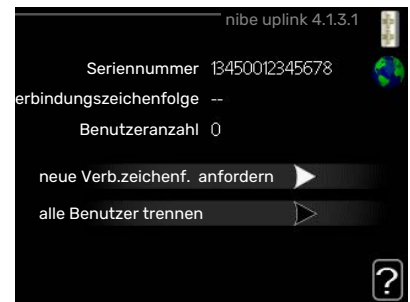 nibe uplink 4.1.3.1
Seriennummer 13450012345678
erbindungszeichenfolge --
Benutzeranzahl 0
neue Verb.zeichenf. anfordern
alle Benutzer trennen
?